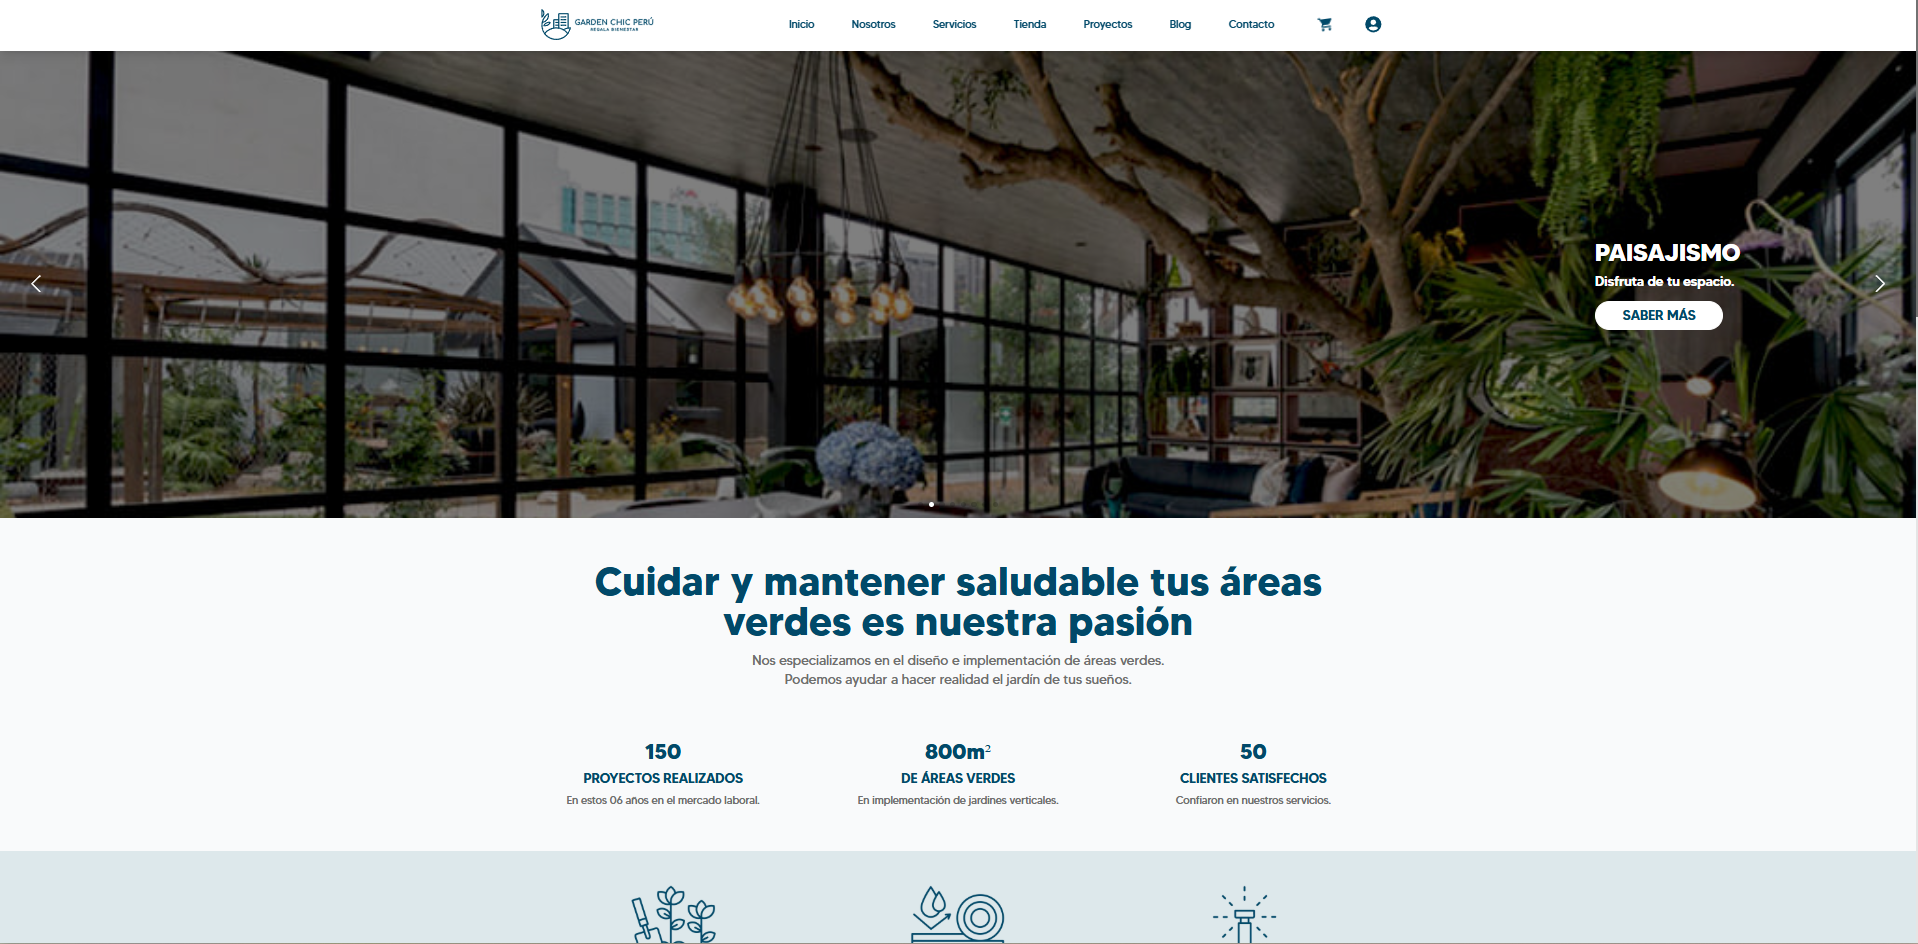 GARDEN CHIC PERÚ
REGALA BIENESTAR
Inicio
Nosotros
Servicios
Tienda
Proyectos
Blog
Contacto
PAISAJISMO
Disfruta de tu espacio.
SABER MÁS
Cuidar y mantener saludable tus áreas
verdes es nuestra pasión
Nos especializamos en el diseño e implementación de áreas verdes.
Podemos ayudar a hacer realidad el jardín de tus sueños.
150
PROYECTOS REALIZADOS
En estos 06 años en el mercado laboral.
800m²
DE ÁREAS VERDES
En implementación de jardines verticales.
50
CLIENTES SATISFECHOS
Confiaron en nuestros servicios.